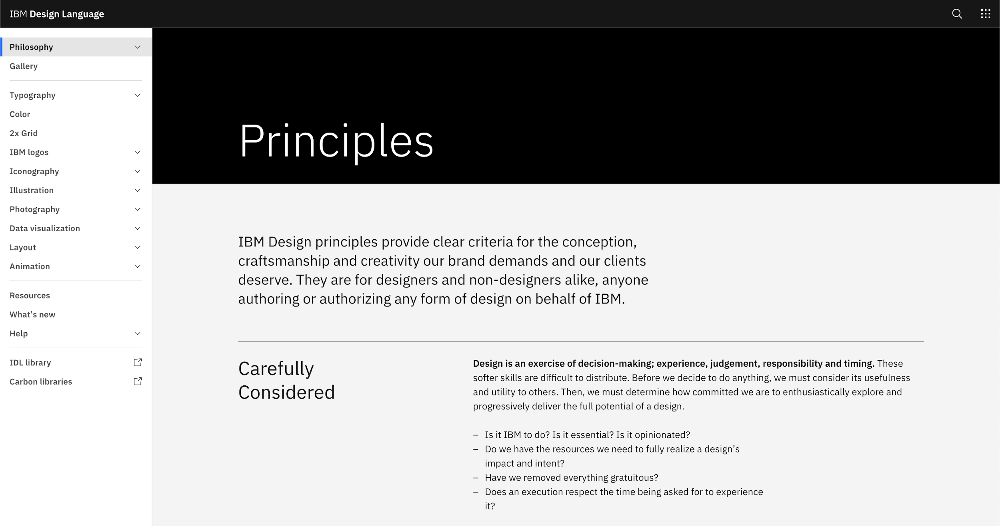 IBM Design Language
Philosophy
Gallery
Typography
Color
2x Grid
IBM logos
Iconography
Illustration
Photography
Data visualization
Layout
Animation
Resources
What’s new
Help
IDL library
Carbon libraries
Principles
IBM Design principles provide clear criteria for the conception,
craftsmanship and creativity our brand demands and our clients
deserve. They are for designers and non-designers alike, anyone
authoring or authorizing any form of design on behalf of IBM.
Carefully
Considered
Design is an exercise of decision-making; experience, judgement, responsibility and timing. These
softer skills are difficult to distribute. Before we decide to do anything, we must consider its usefulness
and utility to others. Then, we must determine how committed we are to enthusiastically explore and
progressively deliver the full potential of a design.
– Is it IBM to do? Is it essential? Is it opinionated?
– Do we have the resources we need to fully realize a design’s
impact and intent?
– Have we removed everything gratuitous?
– Does an execution respect the time being asked for to experience
it?